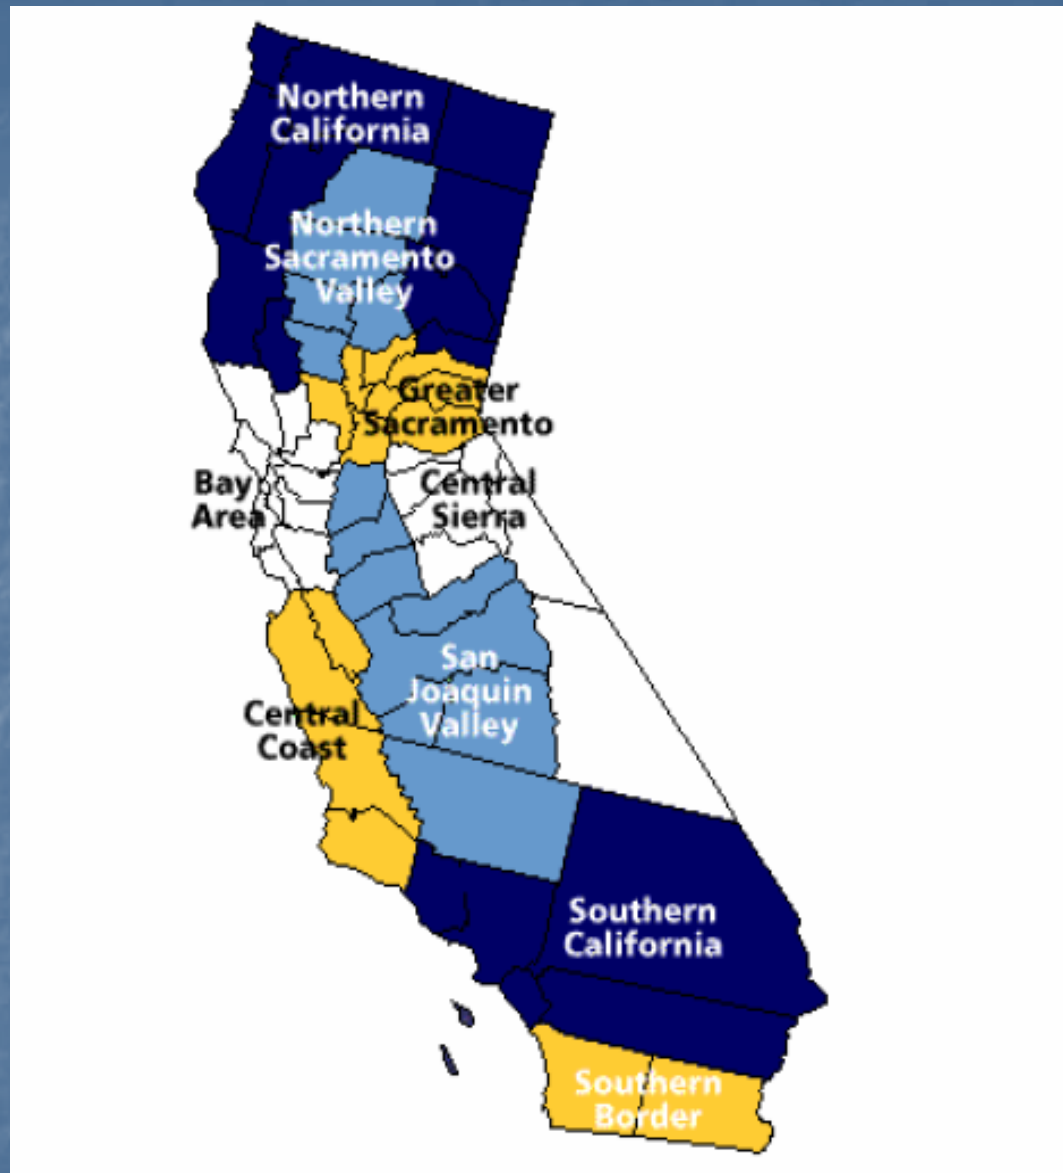 Northern
California
Northern
Sacramento
Valley
Greater
Sacramento
Bay
Area
Central
Sierra
San
Joaquin
Valley
Central
Coast
Southern
California
Southern
Border